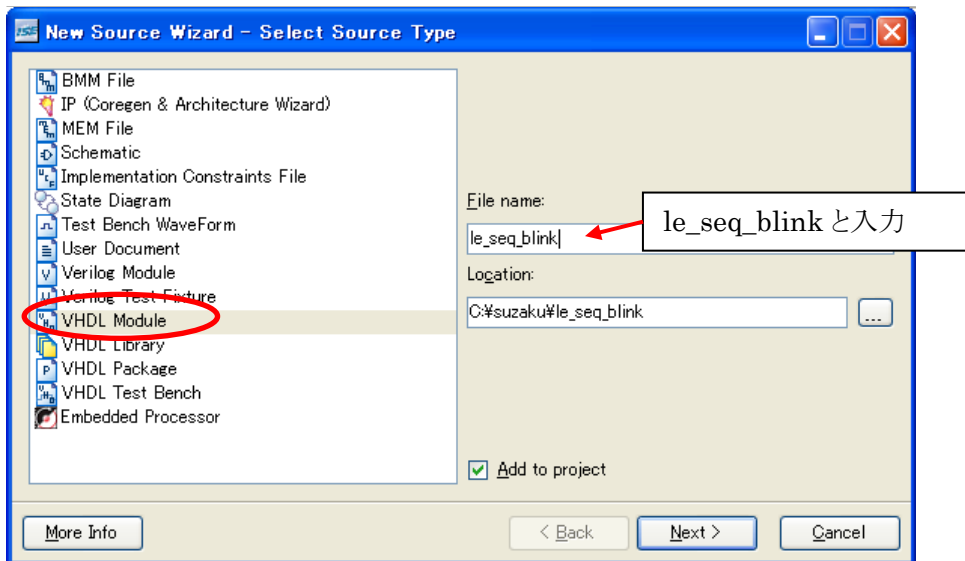 New Source Wizard - Select Source Type
BMM File
IP (Coregen & Architecture Wizard)
MEM File
Schematic
Implementation Constraints File
State Diagram
Test Bench WaveForm
User Document
Verilog Module
Verilog Test Fixture
VHDL Module
VHDL Library
VHDL Package
VHDL Test Bench
Embedded Processor
File name:
le_seq_blink
le_seq_blink と入力
Location:
C:¥suzaku¥le_seq_blink
...
Add to project
More Info
< Back
Next >
Cancel